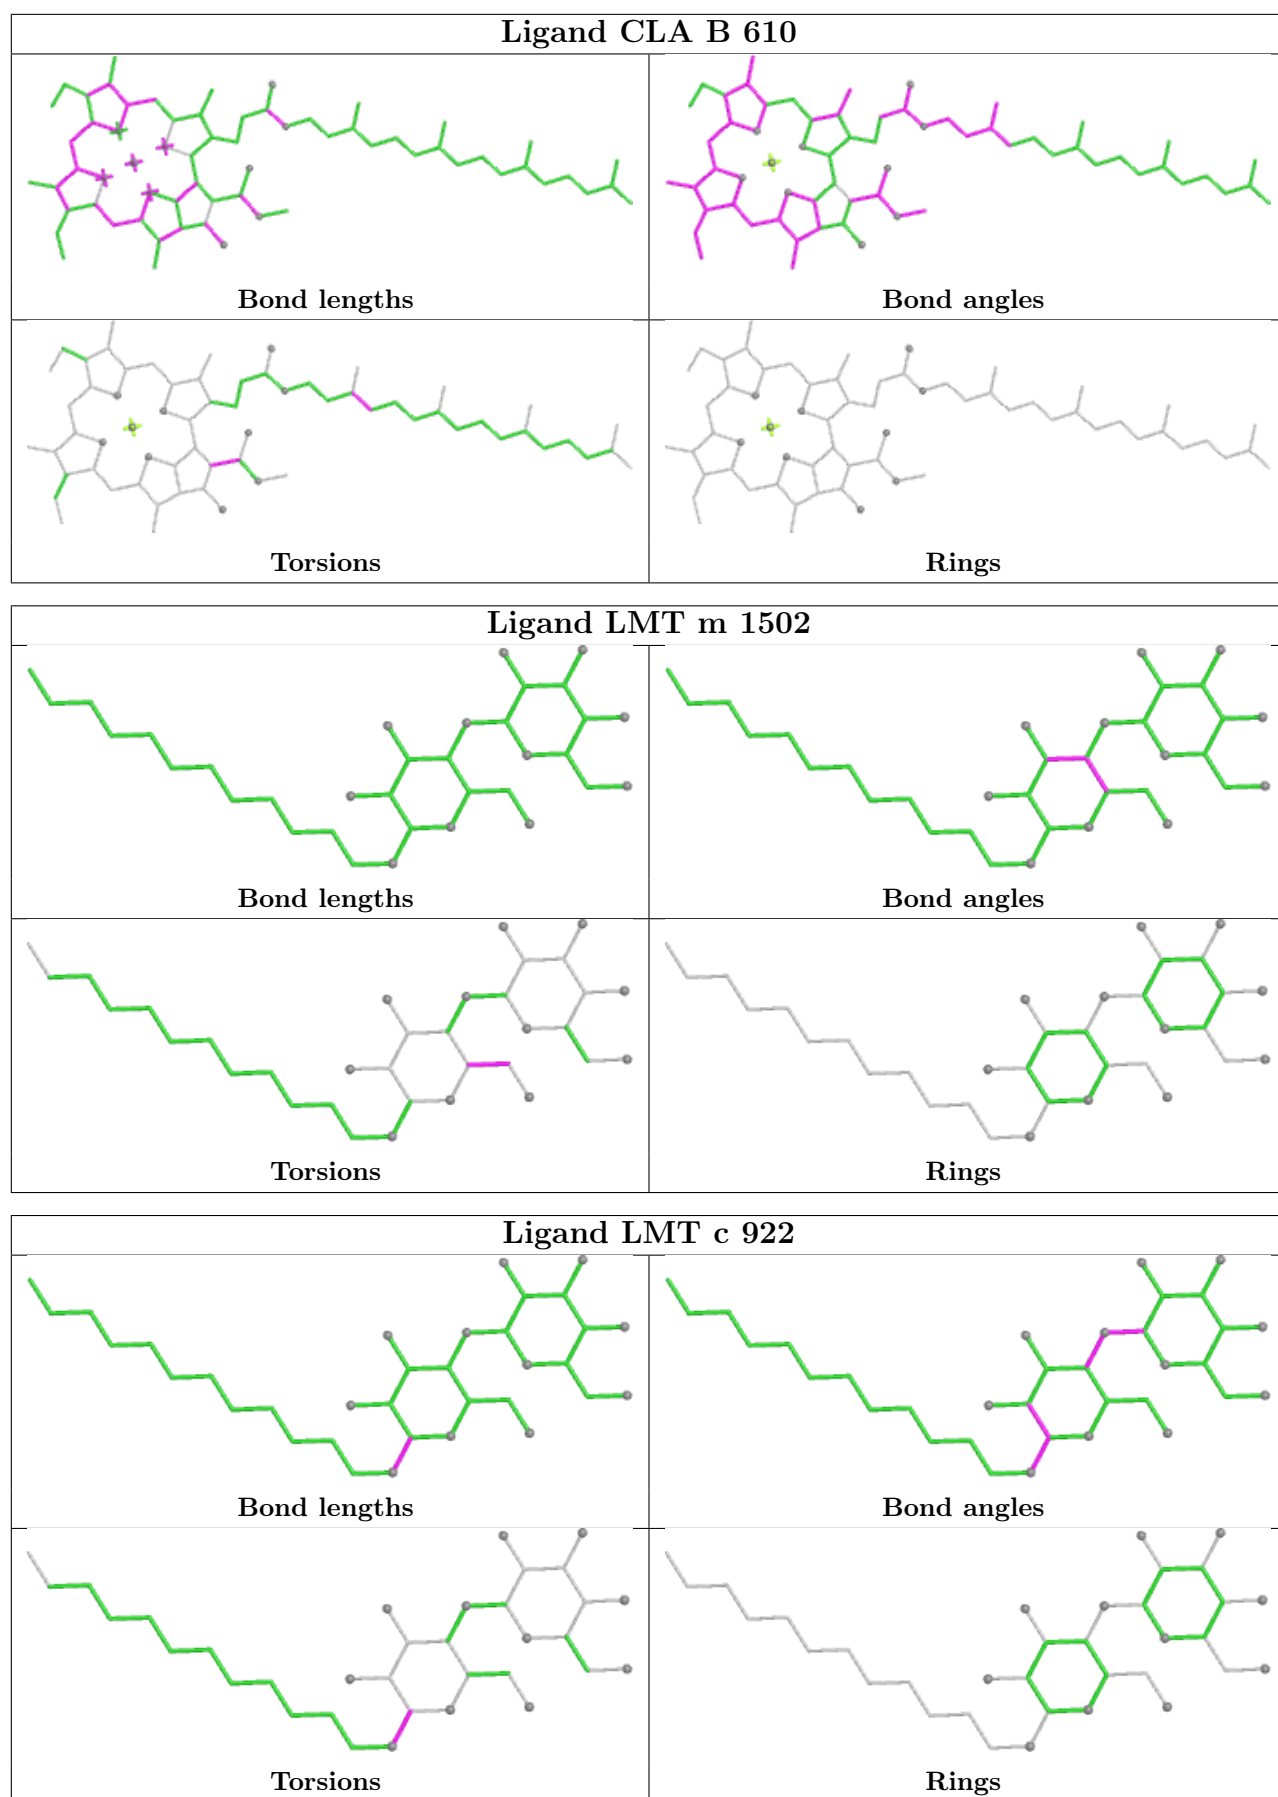 Ligand CLA B 610
Bond lengths
Bond angles
Torsions
Rings
Ligand LMT m 1502
Bond lengths
Bond angles
Torsions
Rings
Ligand LMT c 922
Bond lengths
Bond angles
Torsions
Rings